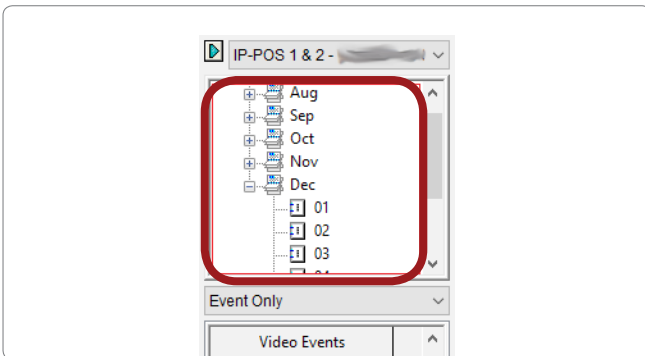 IP-POS 1 & 2 -
Aug
Sep
Oct
Nov
Dec
01
02
03
Event Only
Video Events